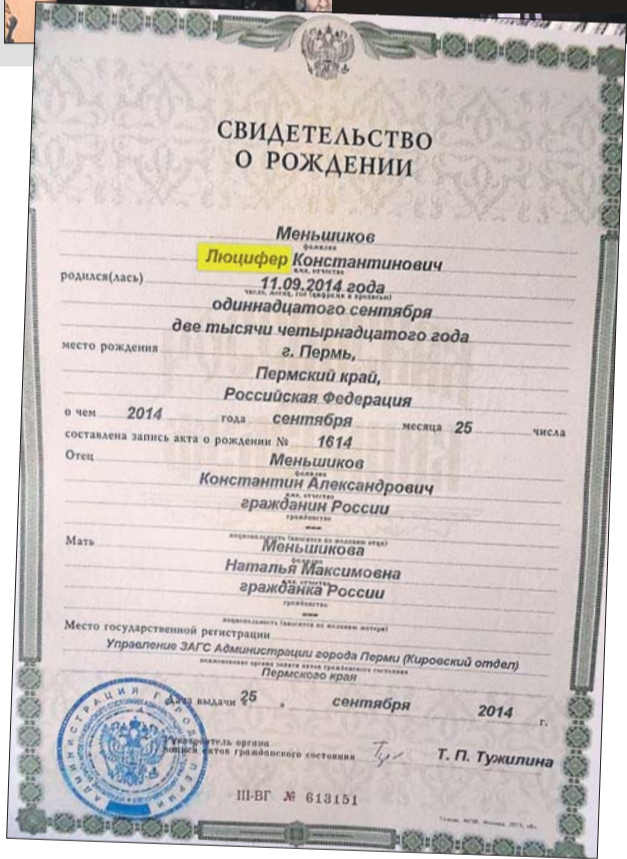 СВИДЕТЕЛЬСТВО
О РОЖДЕНИИ
Меньшиков
фамилия
Люцифер Константинович
имя, отчество
родился(лась) 11.09.2014 года
число, месяц, год (цифрами и прописью)
одиннадцатого сентября
две тысячи четырнадцатого года
место рождения г. Пермь,
Пермский край,
Российская Федерация
о чем 2014 года сентября месяца 25 числа
составлена запись акта о рождении № 1614
Отец Меньшиков
фамилия
Константин Александрович
имя, отчество
гражданин России
гражданство
---
национальность (вносится по желанию отца)
Мать Меньшикова
фамилия
Наталья Максимовна
имя, отчество
гражданка России
гражданство
---
национальность (вносится по желанию матери)
Место государственной регистрации
Управление ЗАГС Администрации города Перми (Кировский отдел)
наименование органа записи актов гражданского состояния
Пермского края
Дата выдачи 25 сентября 2014 г.
Руководитель органа
записи актов гражданского состояния Т. П. Тужилина
АДМИНИСТРАЦИЯ ГОРОДА ПЕРМИ
III-ВГ № 613151